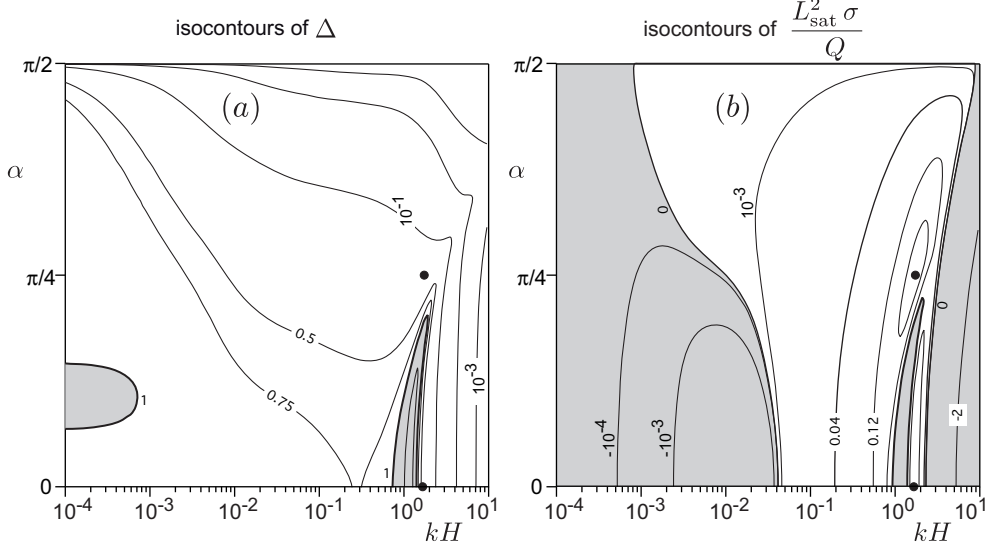 isocontours of Δ
isocontours of L²sat σ / Q
π/2
(a)
α
10⁻¹
π/4
0.5
0.75
10⁻³
1
1
0
10⁻⁴ 10⁻³ 10⁻² 10⁻¹ 10⁰ 10¹
kH
π/2
(b)
α
0
10⁻³
π/4
0
-10⁻⁴
-10⁻³
0.04
0.12
-2
0
10⁻⁴ 10⁻³ 10⁻² 10⁻¹ 10⁰ 10¹
kH